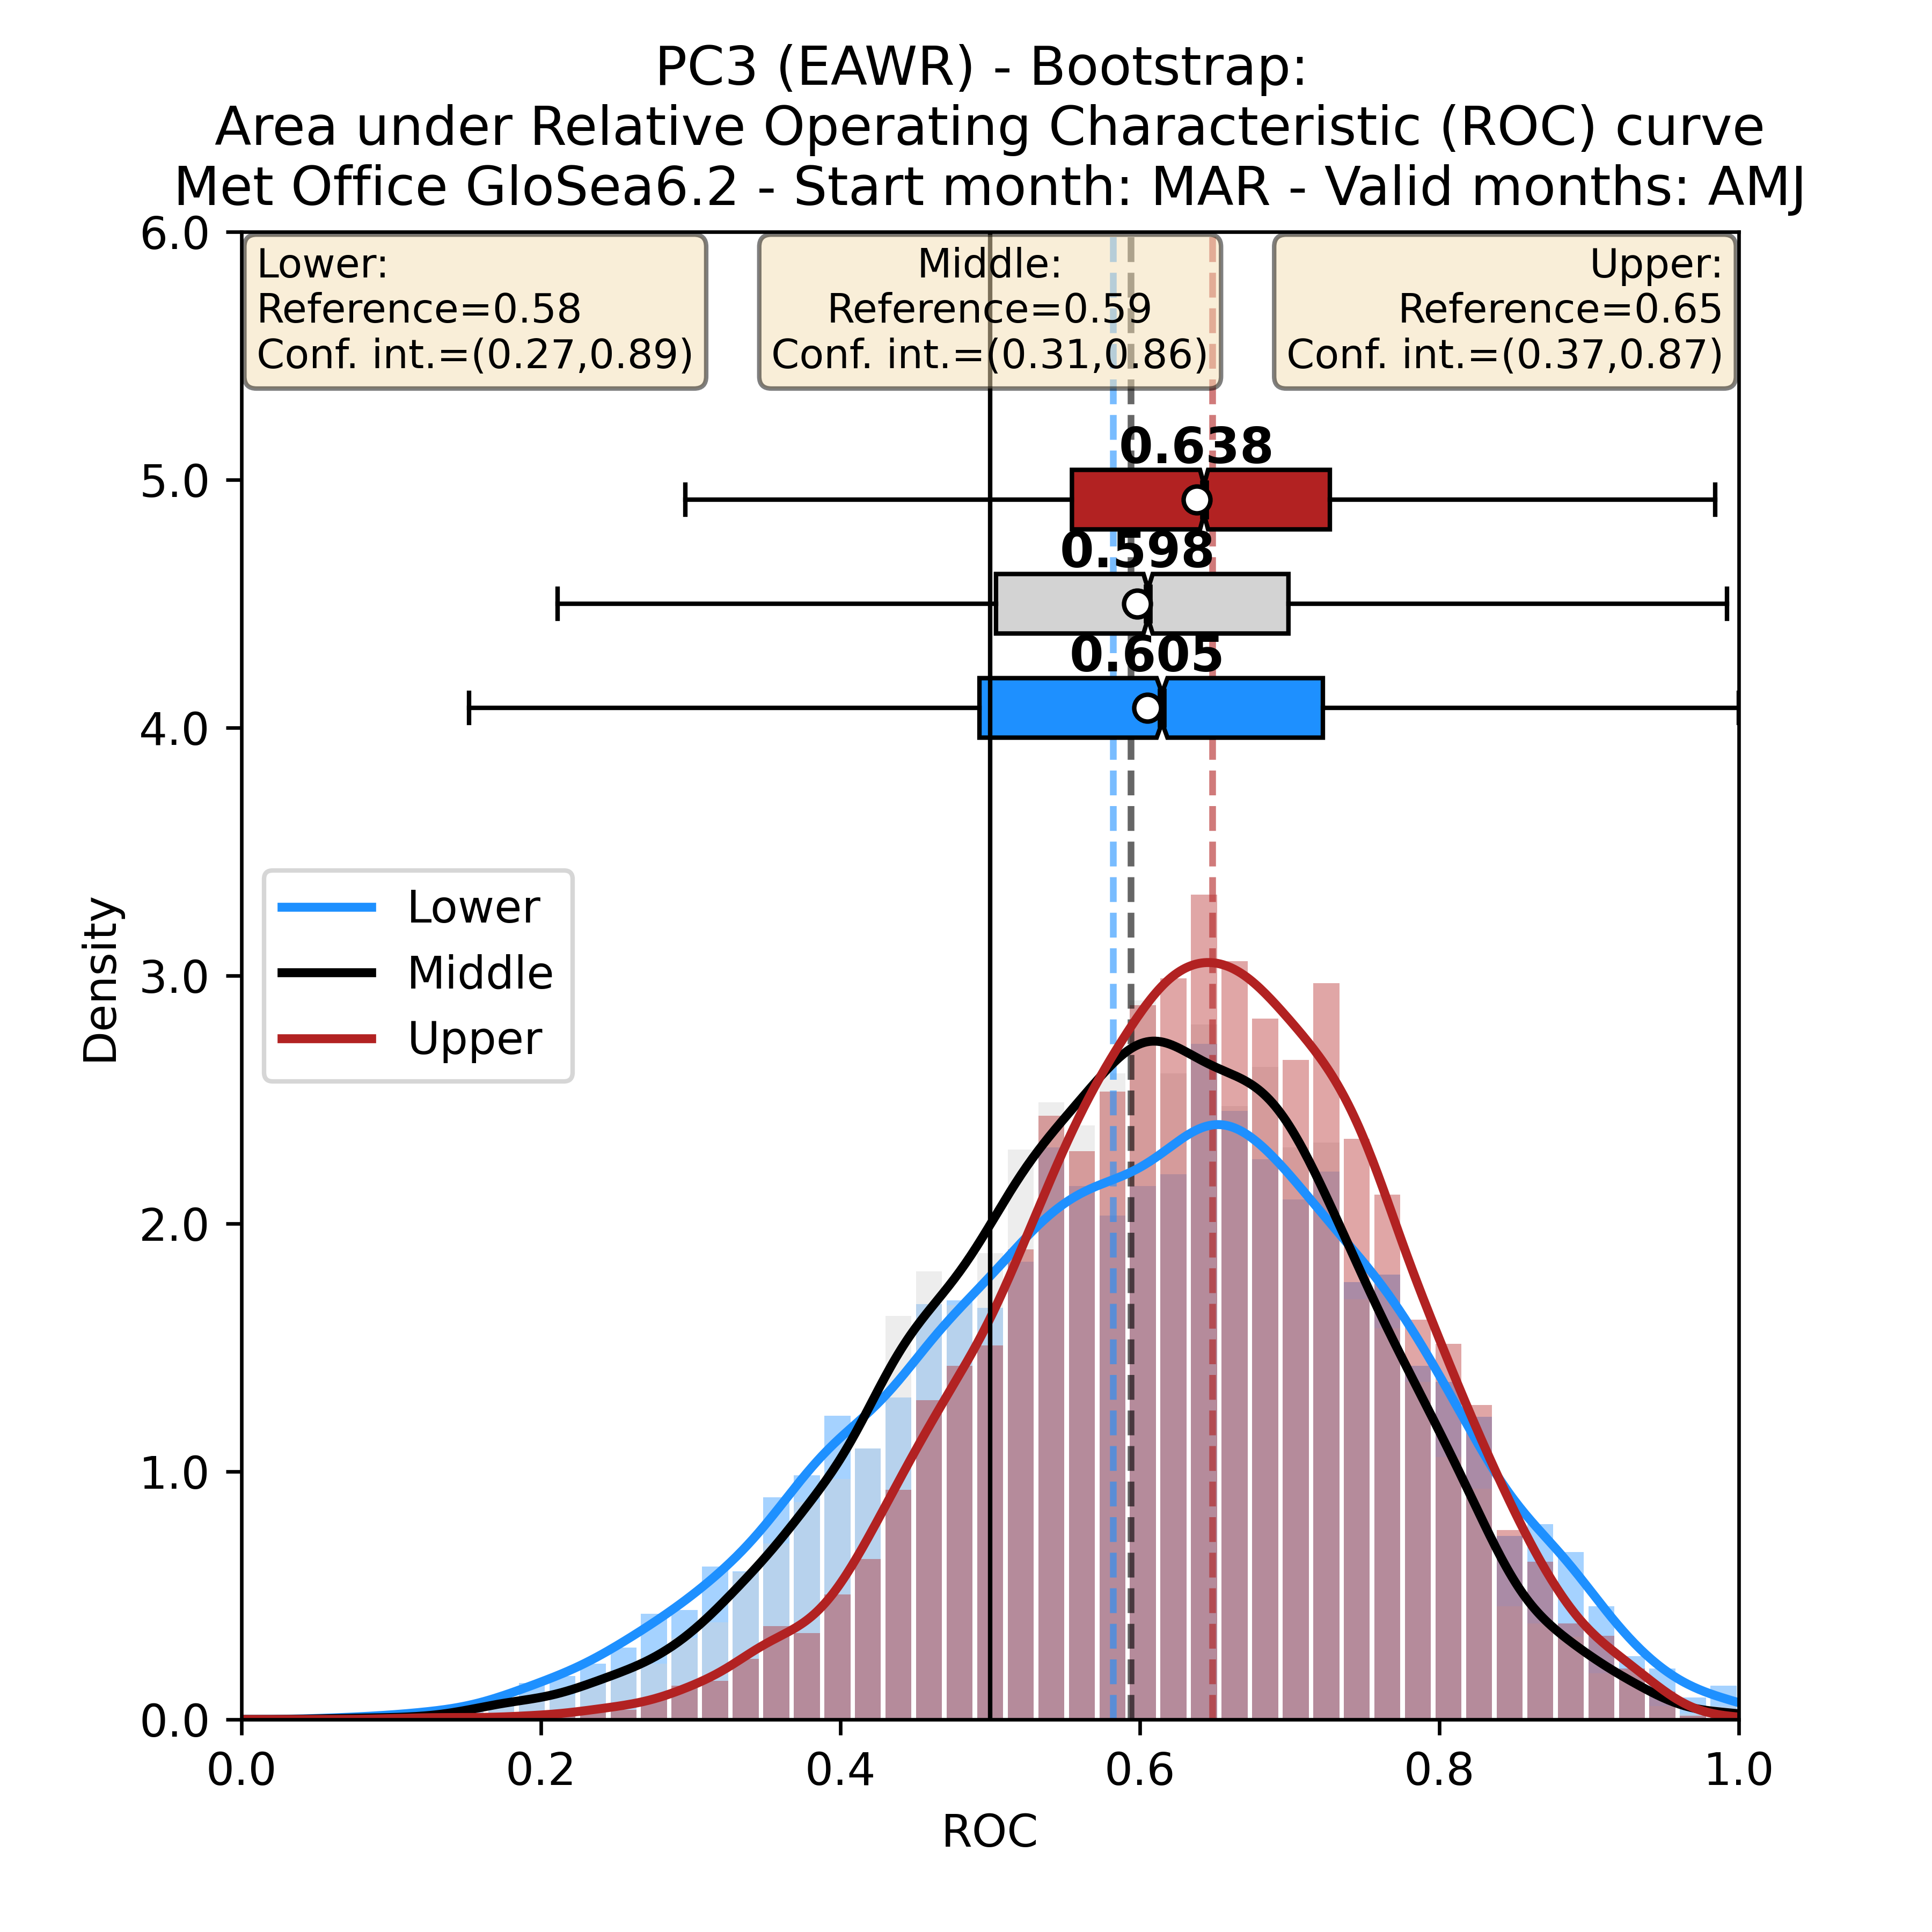 PC3 (EAWR) - Bootstrap:
Area under Relative Operating Characteristic (ROC) curve
Met Office GloSea6.2 - Start month: MAR - Valid months: AMJ
Lower:
Reference=0.58
Conf. int.=(0.27,0.89)
Middle:
Reference=0.59
Conf. int.=(0.31,0.86)
Upper:
Reference=0.65
Conf. int.=(0.37,0.87)
0.638
0.598
0.605
Lower
Middle
Upper
Density
6.0
5.0
4.0
3.0
2.0
1.0
0.0
0.0 0.2 0.4 0.6 0.8 1.0
ROC